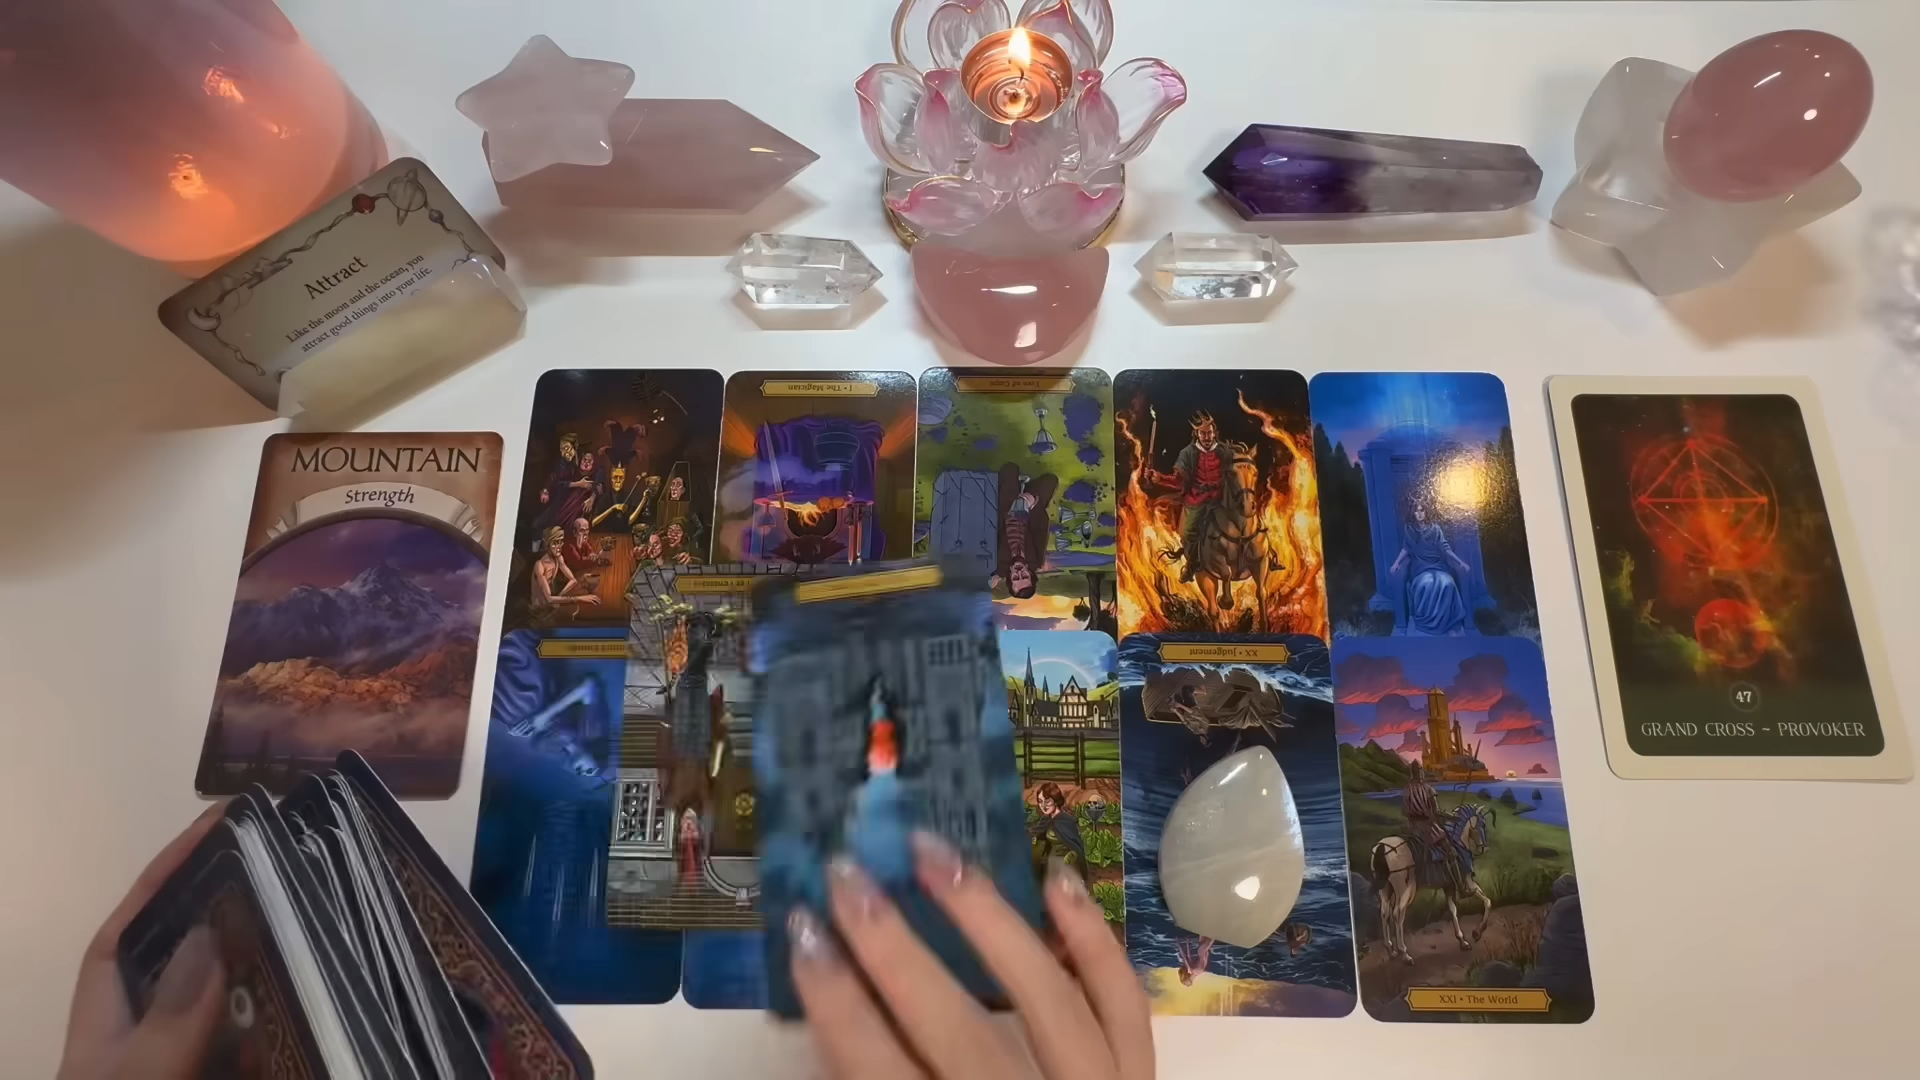 Attract
Like the moon and the ocean, you
attract good things into your life.
MOUNTAIN
Strength
I • The Magician
XX • Judgement
XXI • The World
47
GRAND CROSS ~ PROVOKER